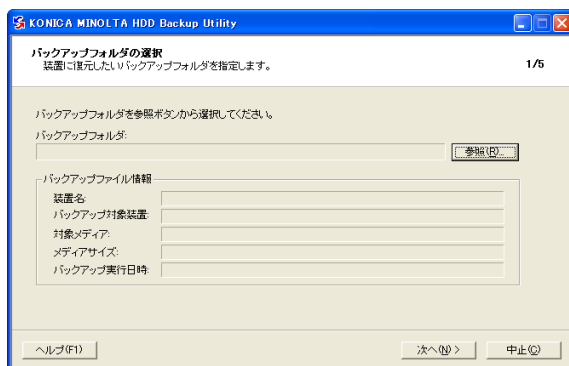 KONICA MINOLTA HDD Backup Utility
バックアップフォルダの選択
装置に復元したいバックアップフォルダを指定します。
1/5
バックアップフォルダを参照ボタンから選択してください。
バックアップフォルダ:
参照(R)...
バックアップファイル情報
装置名:
バックアップ対象装置:
対象メディア:
メディアサイズ:
バックアップ実行日時:
ヘルプ(F1)
次へ(N) >
中止(C)